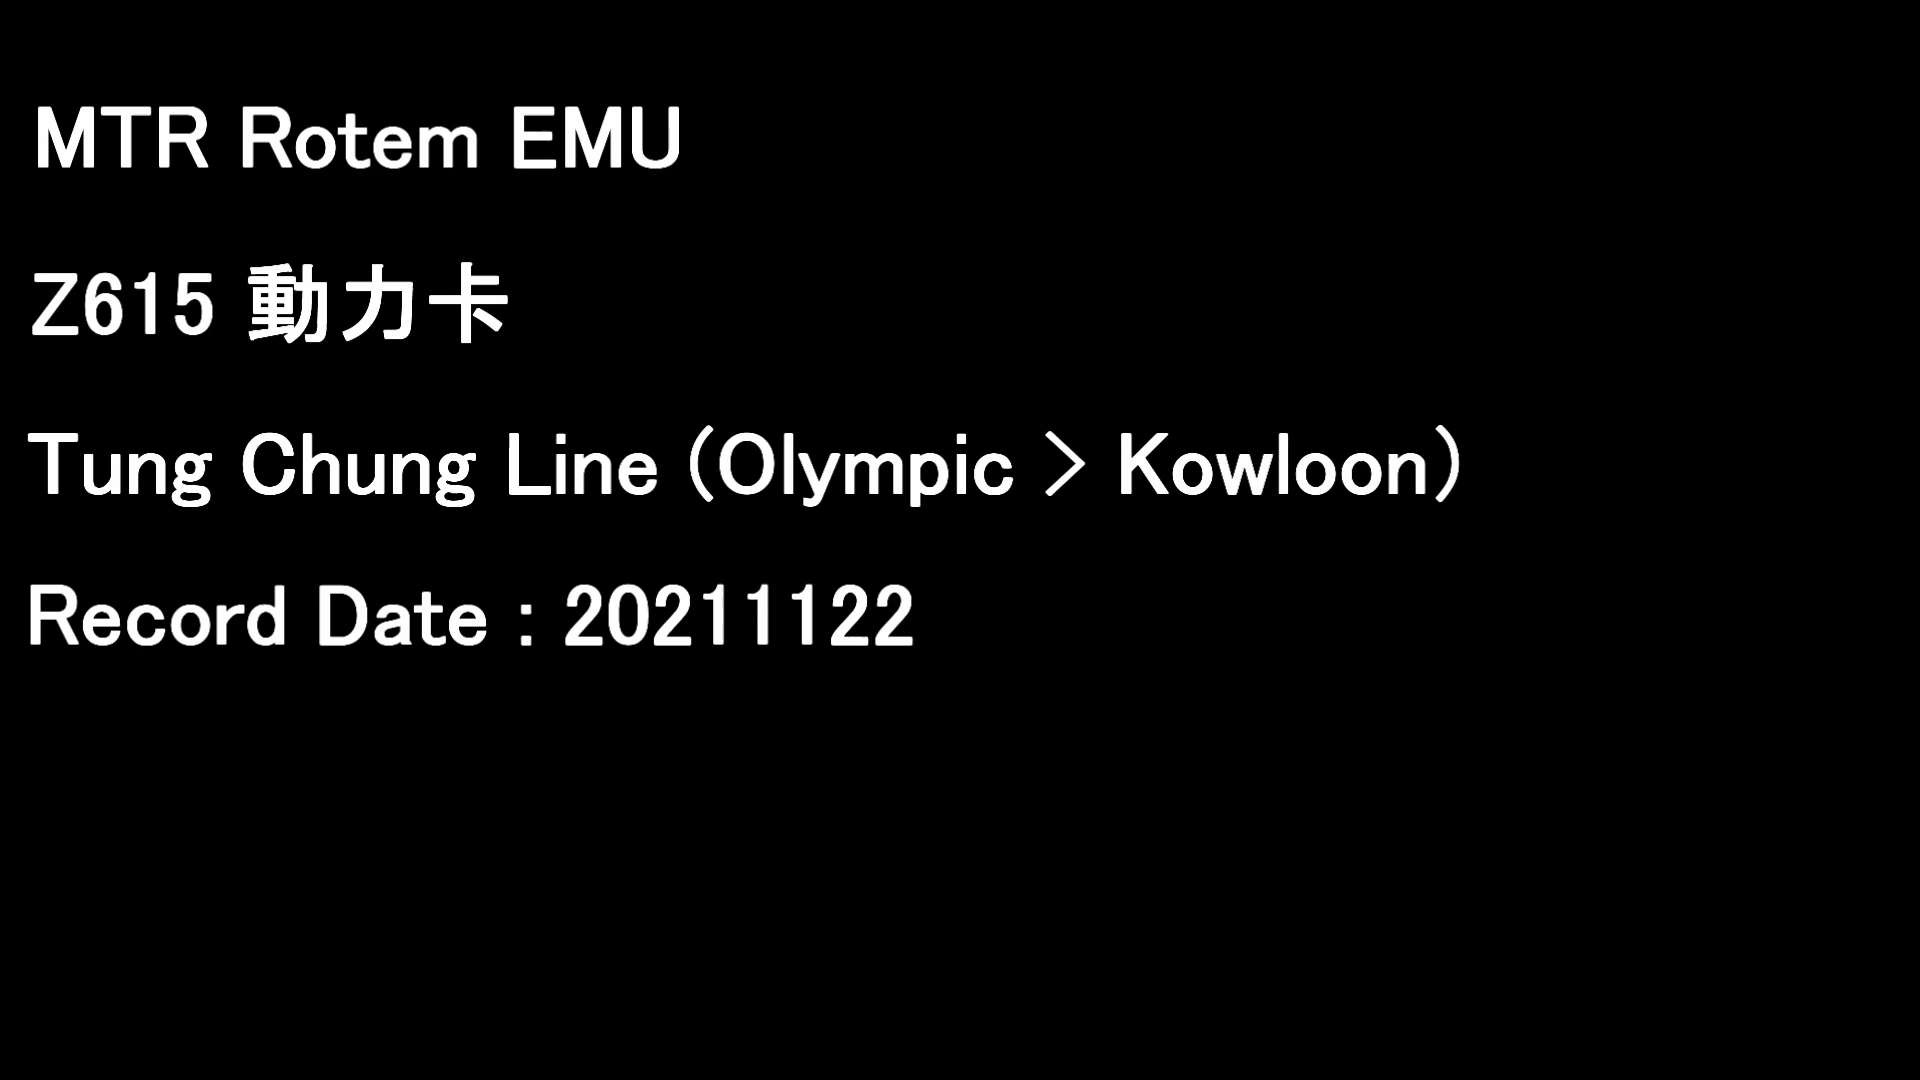 MTR Rotem EMU
Z615 動力卡
Tung Chung Line (Olympic > Kowloon)
Record Date : 20211122